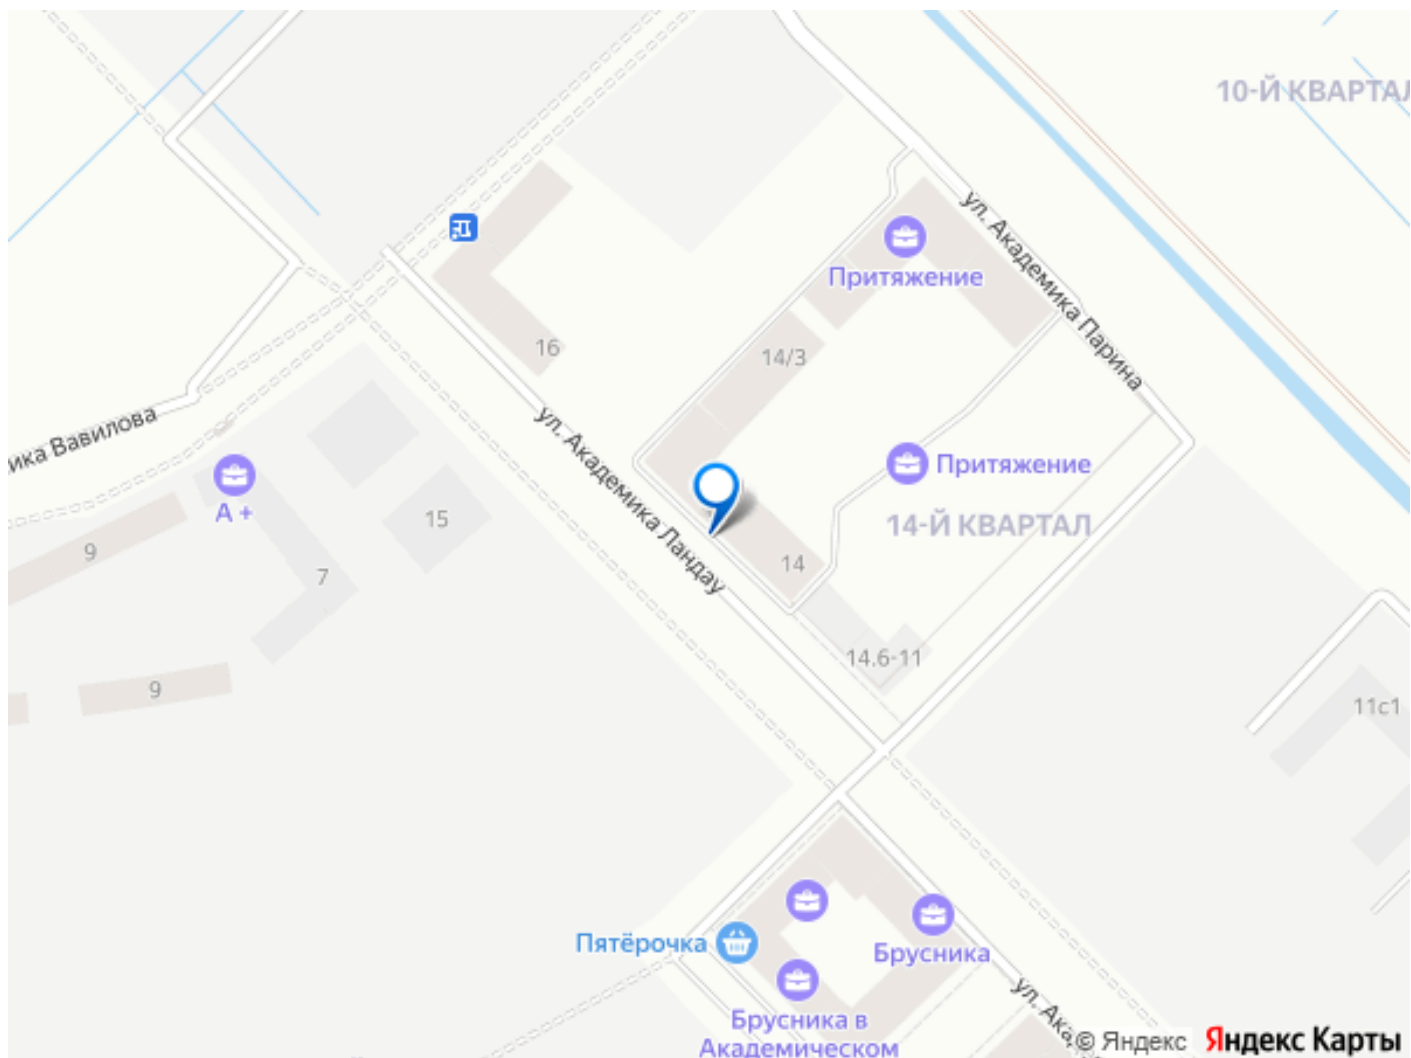 10-Й КВАРТАЛ
ул. Академика Парина
Притяжение
16
14/3
ика Вавилова
ул. Академика Ландау
Притяжение
А +
15
14-Й КВАРТАЛ
9
7
14
14.6-11
9
11с1
Пятёрочка
Брусника
Брусника в
Академическом
ул. Ака
© Яндекс
Яндекс Карты